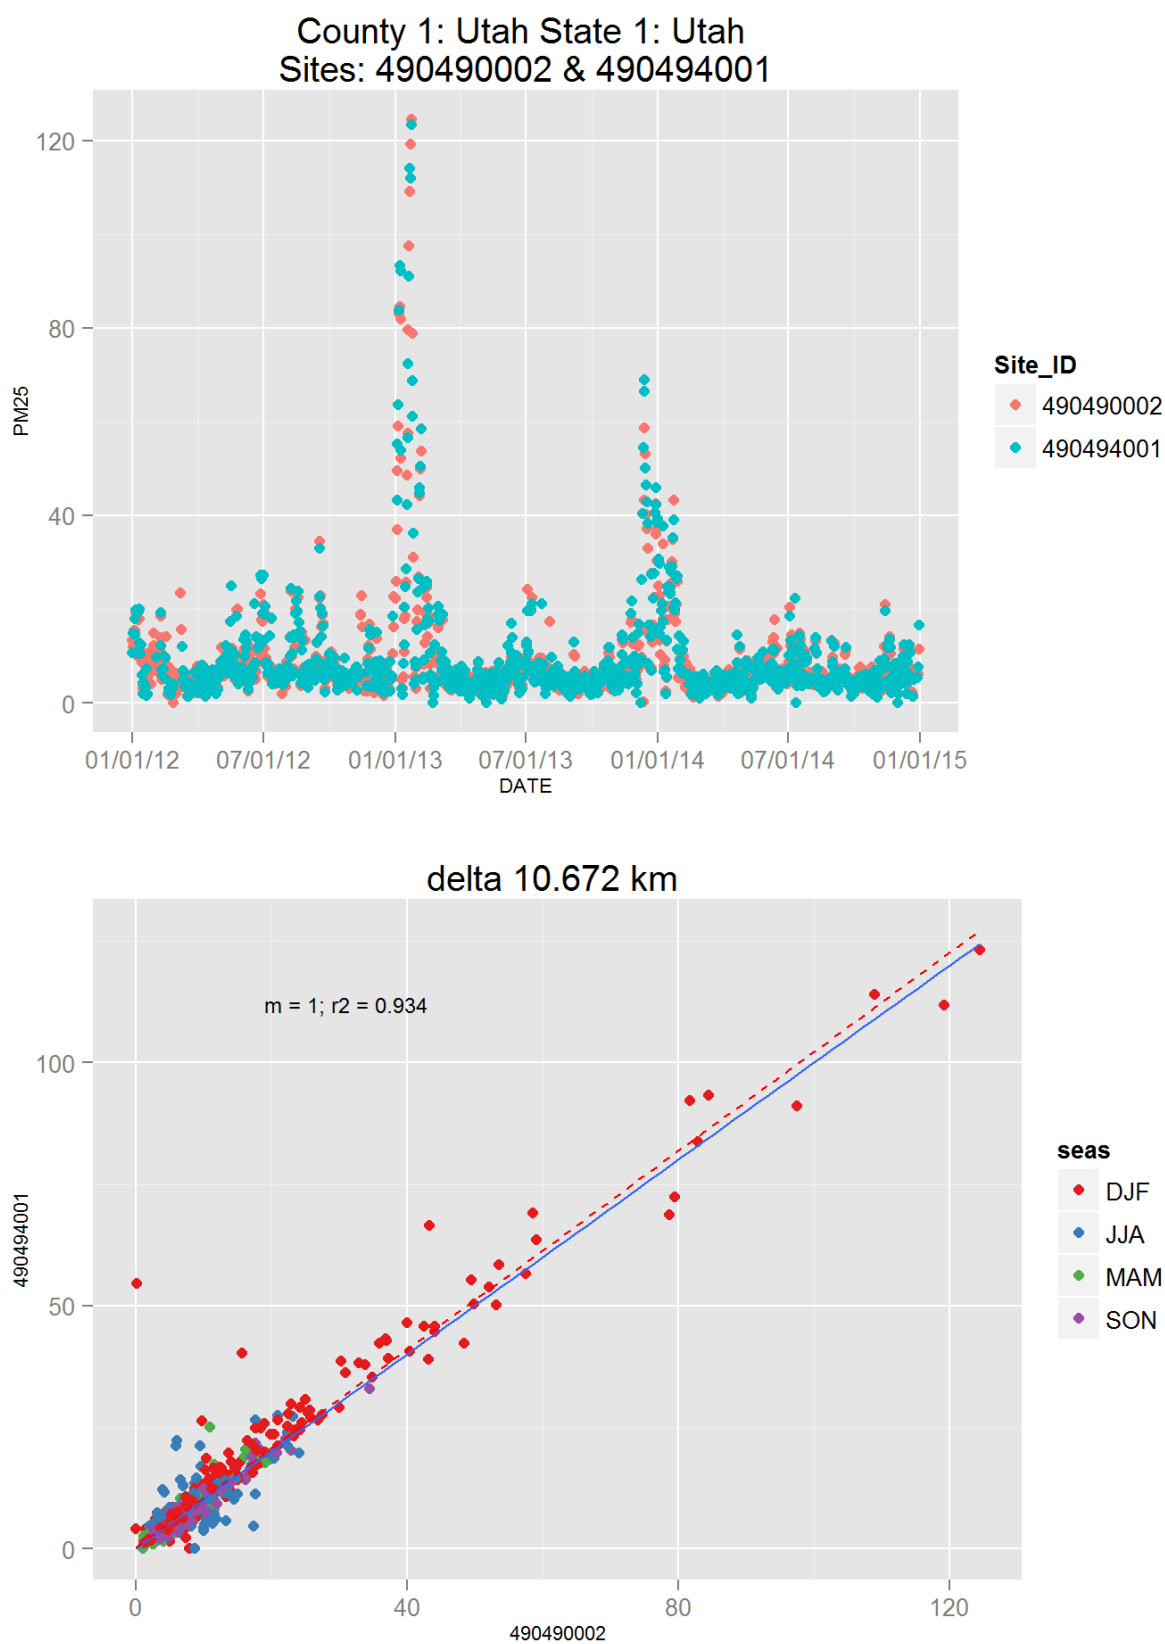 County 1: Utah State 1: Utah
Sites: 490490002 & 490494001
120
80
40
0
PM25
01/01/12 07/01/12 01/01/13 07/01/13 01/01/14 07/01/14 01/01/15
DATE
Site_ID
490490002
490494001
delta 10.672 km
m = 1; r2 = 0.934
100
50
0
490494001
0 40 80 120
490490002
seas
DJF
JJA
MAM
SON